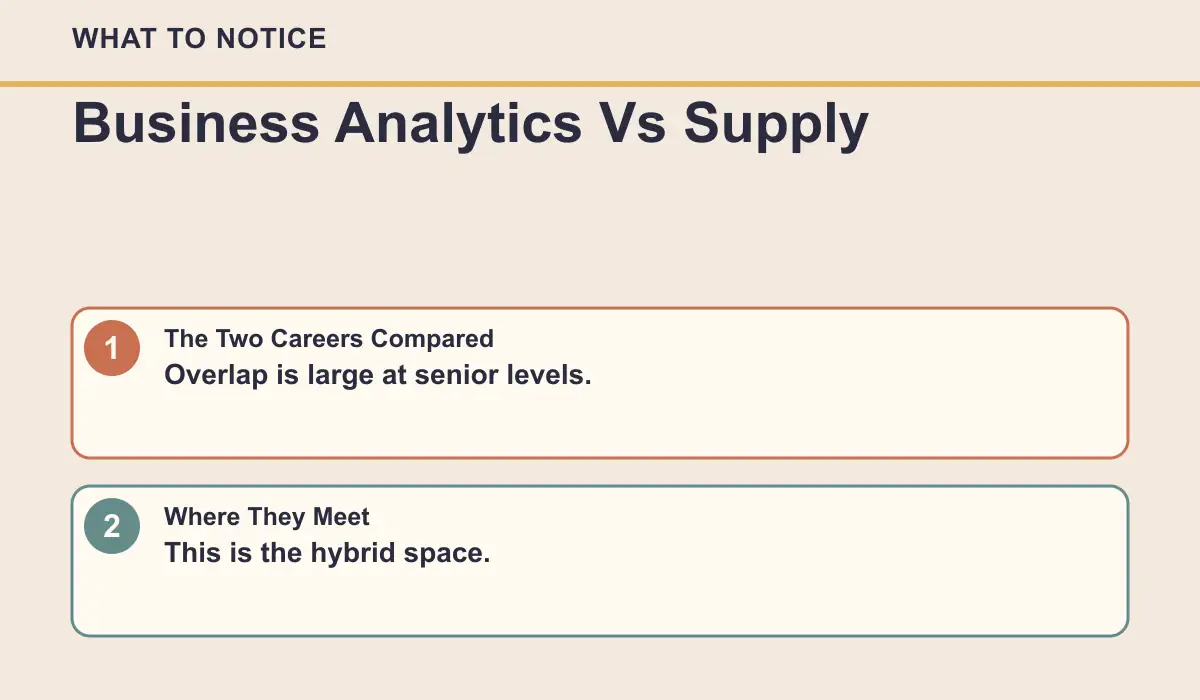 WHAT TO NOTICE
Business Analytics Vs Supply
1
The Two Careers Compared
Overlap is large at senior levels.
2
Where They Meet
This is the hybrid space.